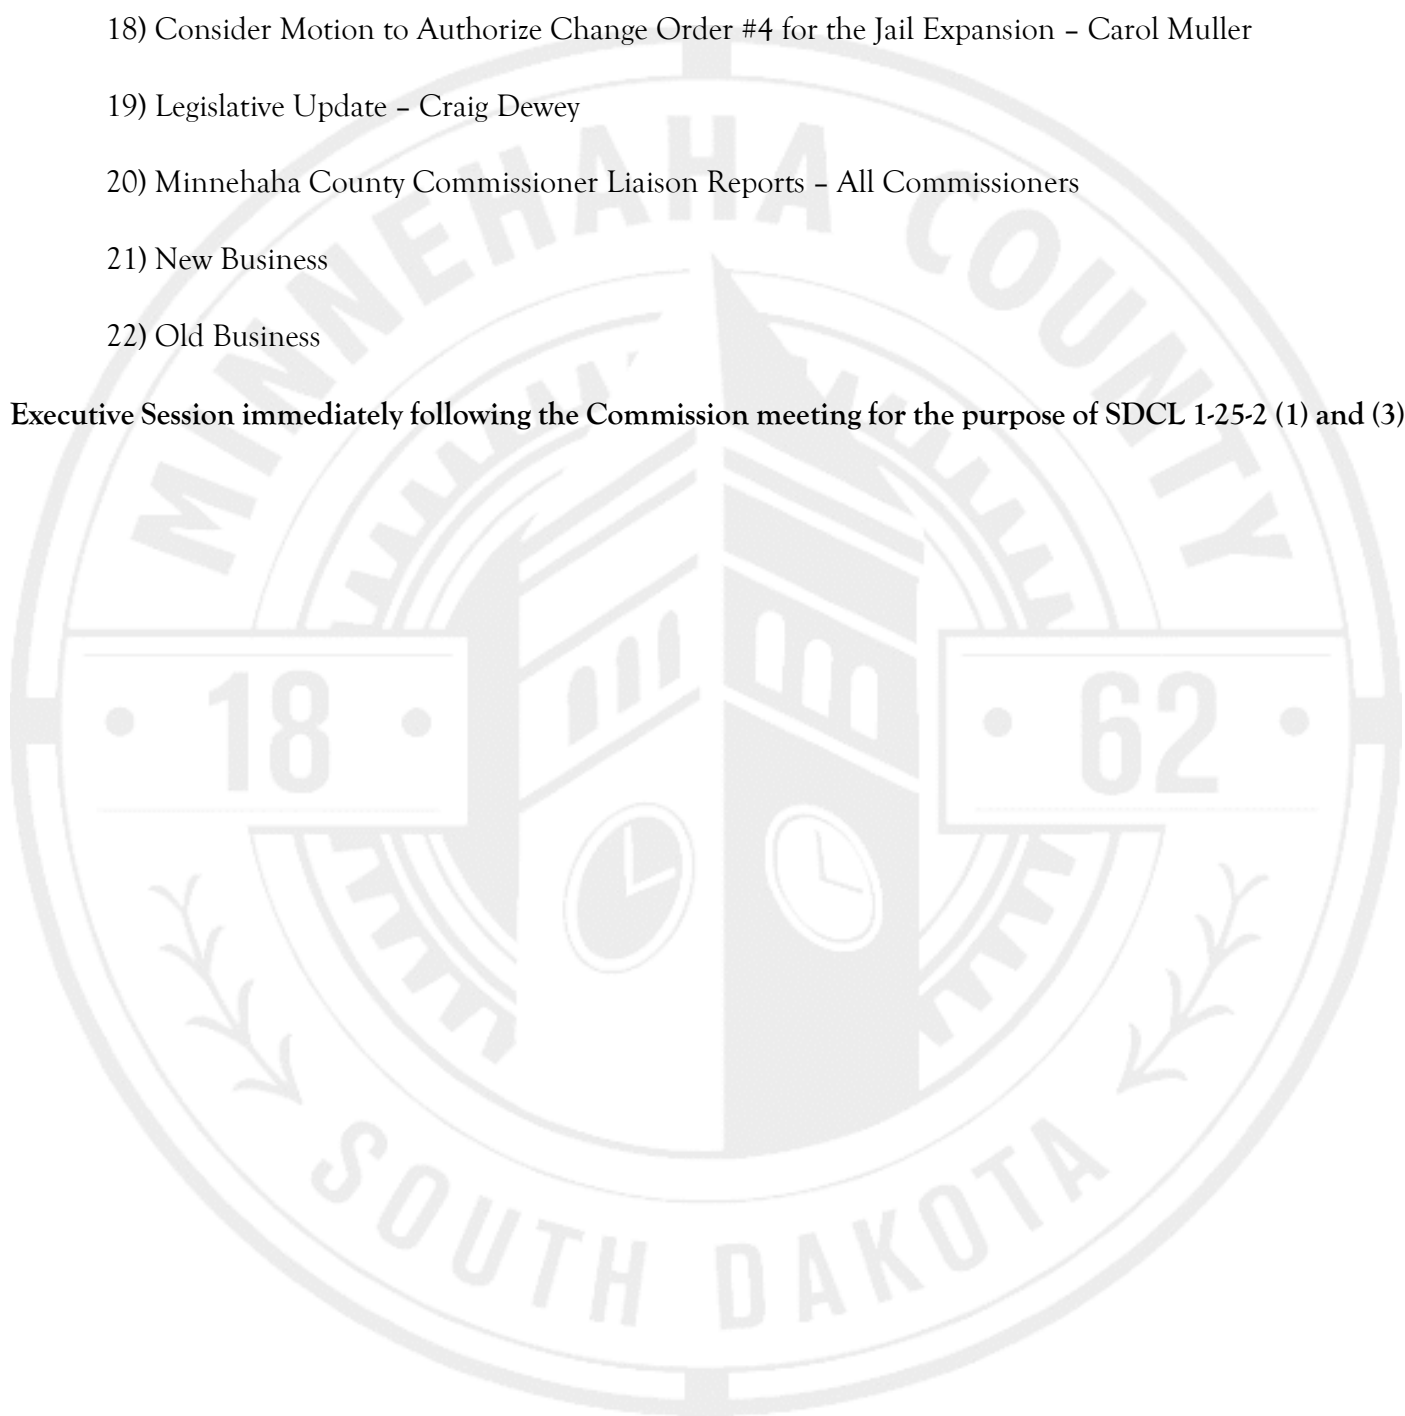 18) Consider Motion to Authorize Change Order #4 for the Jail Expansion – Carol Muller
19) Legislative Update – Craig Dewey
20) Minnehaha County Commissioner Liaison Reports – All Commissioners
21) New Business
22) Old Business
Executive Session immediately following the Commission meeting for the purpose of SDCL 1-25-2 (1) and (3)
MINNEHAHA COUNTY
18
62
SOUTH DAKOTA